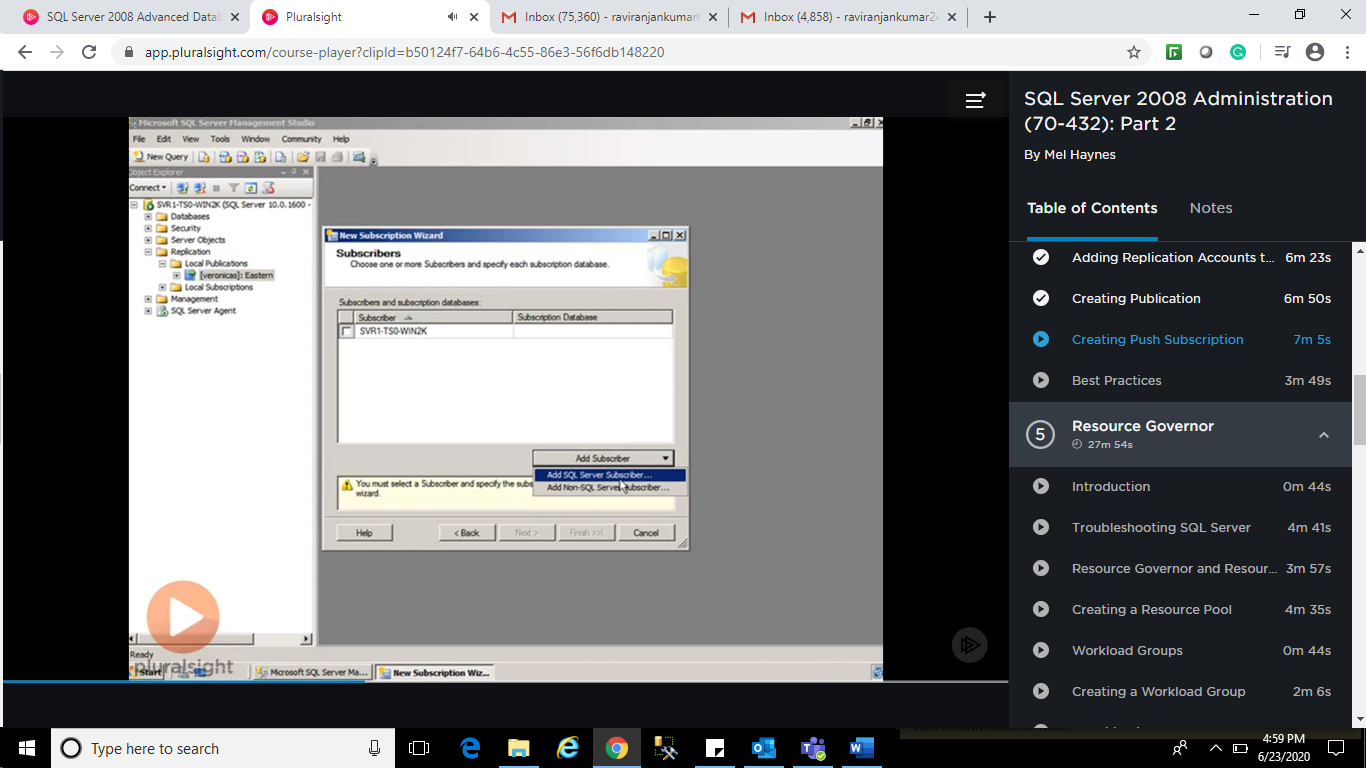 SQL Server 2008 Advanced Datab
Pluralsight
Inbox (75,360) - raviranjankumar
Inbox (4,858) - raviranjankumar2
app.pluralsight.com/course-player?clipId=b50124f7-64b6-4c55-86e3-56f6db148220
Microsoft SQL Server Management Studio
File Edit View Tools Window Community Help
New Query
Object Explorer
Connect
SVR1-TS0-WIN2K (SQL Server 10.0.1600 -
Databases
Security
Server Objects
Replication
Local Publications
[veronicas]: Eastern
Local Subscriptions
Management
SQL Server Agent
New Subscription Wizard
Subscribers
Choose one or more Subscribers and specify each subscription database.
Subscribers and subscription databases:
Subscriber Subscription Database
SVR1-TS0-WIN2K
Add Subscriber
Add SQL Server Subscriber...
Add Non-SQL Server Subscriber...
You must select a Subscriber and specify the subs
wizard.
Help < Back Next > Finish >>| Cancel
Ready
pluralsight
Start Microsoft SQL Server Ma... New Subscription Wiz...
SQL Server 2008 Administration
(70-432): Part 2
By Mel Haynes
Table of Contents Notes
Adding Replication Accounts t... 6m 23s
Creating Publication 6m 50s
Creating Push Subscription 7m 5s
Best Practices 3m 49s
5 Resource Governor
27m 54s
Introduction 0m 44s
Troubleshooting SQL Server 4m 41s
Resource Governor and Resour... 3m 57s
Creating a Resource Pool 4m 35s
Workload Groups 0m 44s
Creating a Workload Group 2m 6s
Type here to search
4:59 PM
6/23/2020